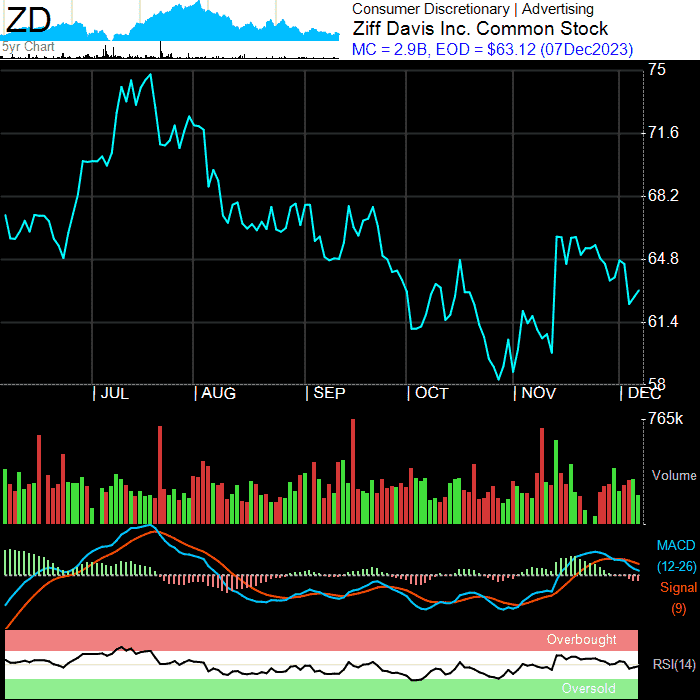 ZD
5yr Chart
Consumer Discretionary | Advertising
Ziff Davis Inc. Common Stock
MC = 2.9B, EOD = $63.12 (07Dec2023)
75
71.6
68.2
64.8
61.4
58
JUL AUG SEP OCT NOV DEC
765k
Volume
MACD
(12-26)
Signal
(9)
Overbought
RSI(14)
Oversold